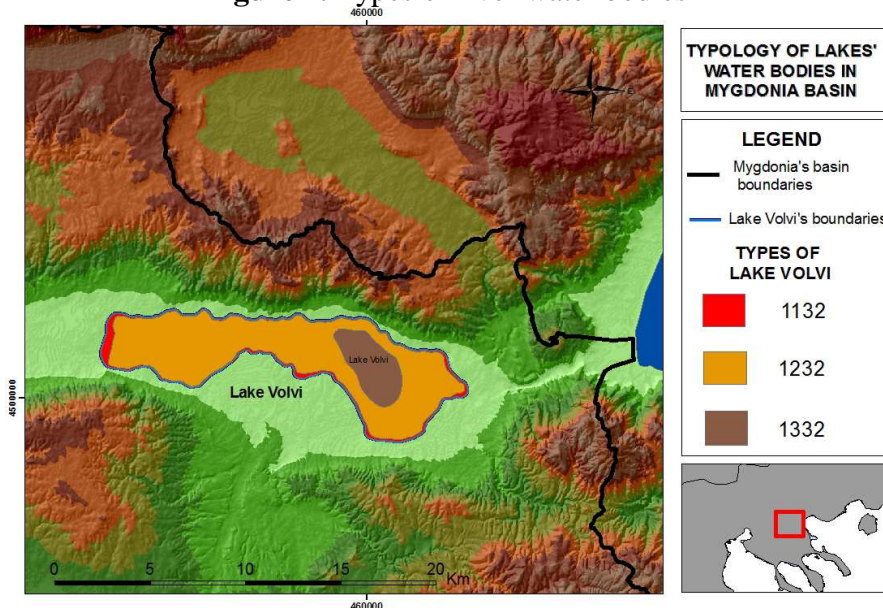 460000
TYPOLOGY OF LAKES'
WATER BODIES IN
MYGDONIA BASIN
LEGEND
Mygdonia's basin
boundaries
Lake Volvi's boundaries
TYPES OF
LAKE VOLVI
1132
1232
1332
E
Lake Volvi
Lake Volvi
4500000
0 5 10 15 20
Km
460000